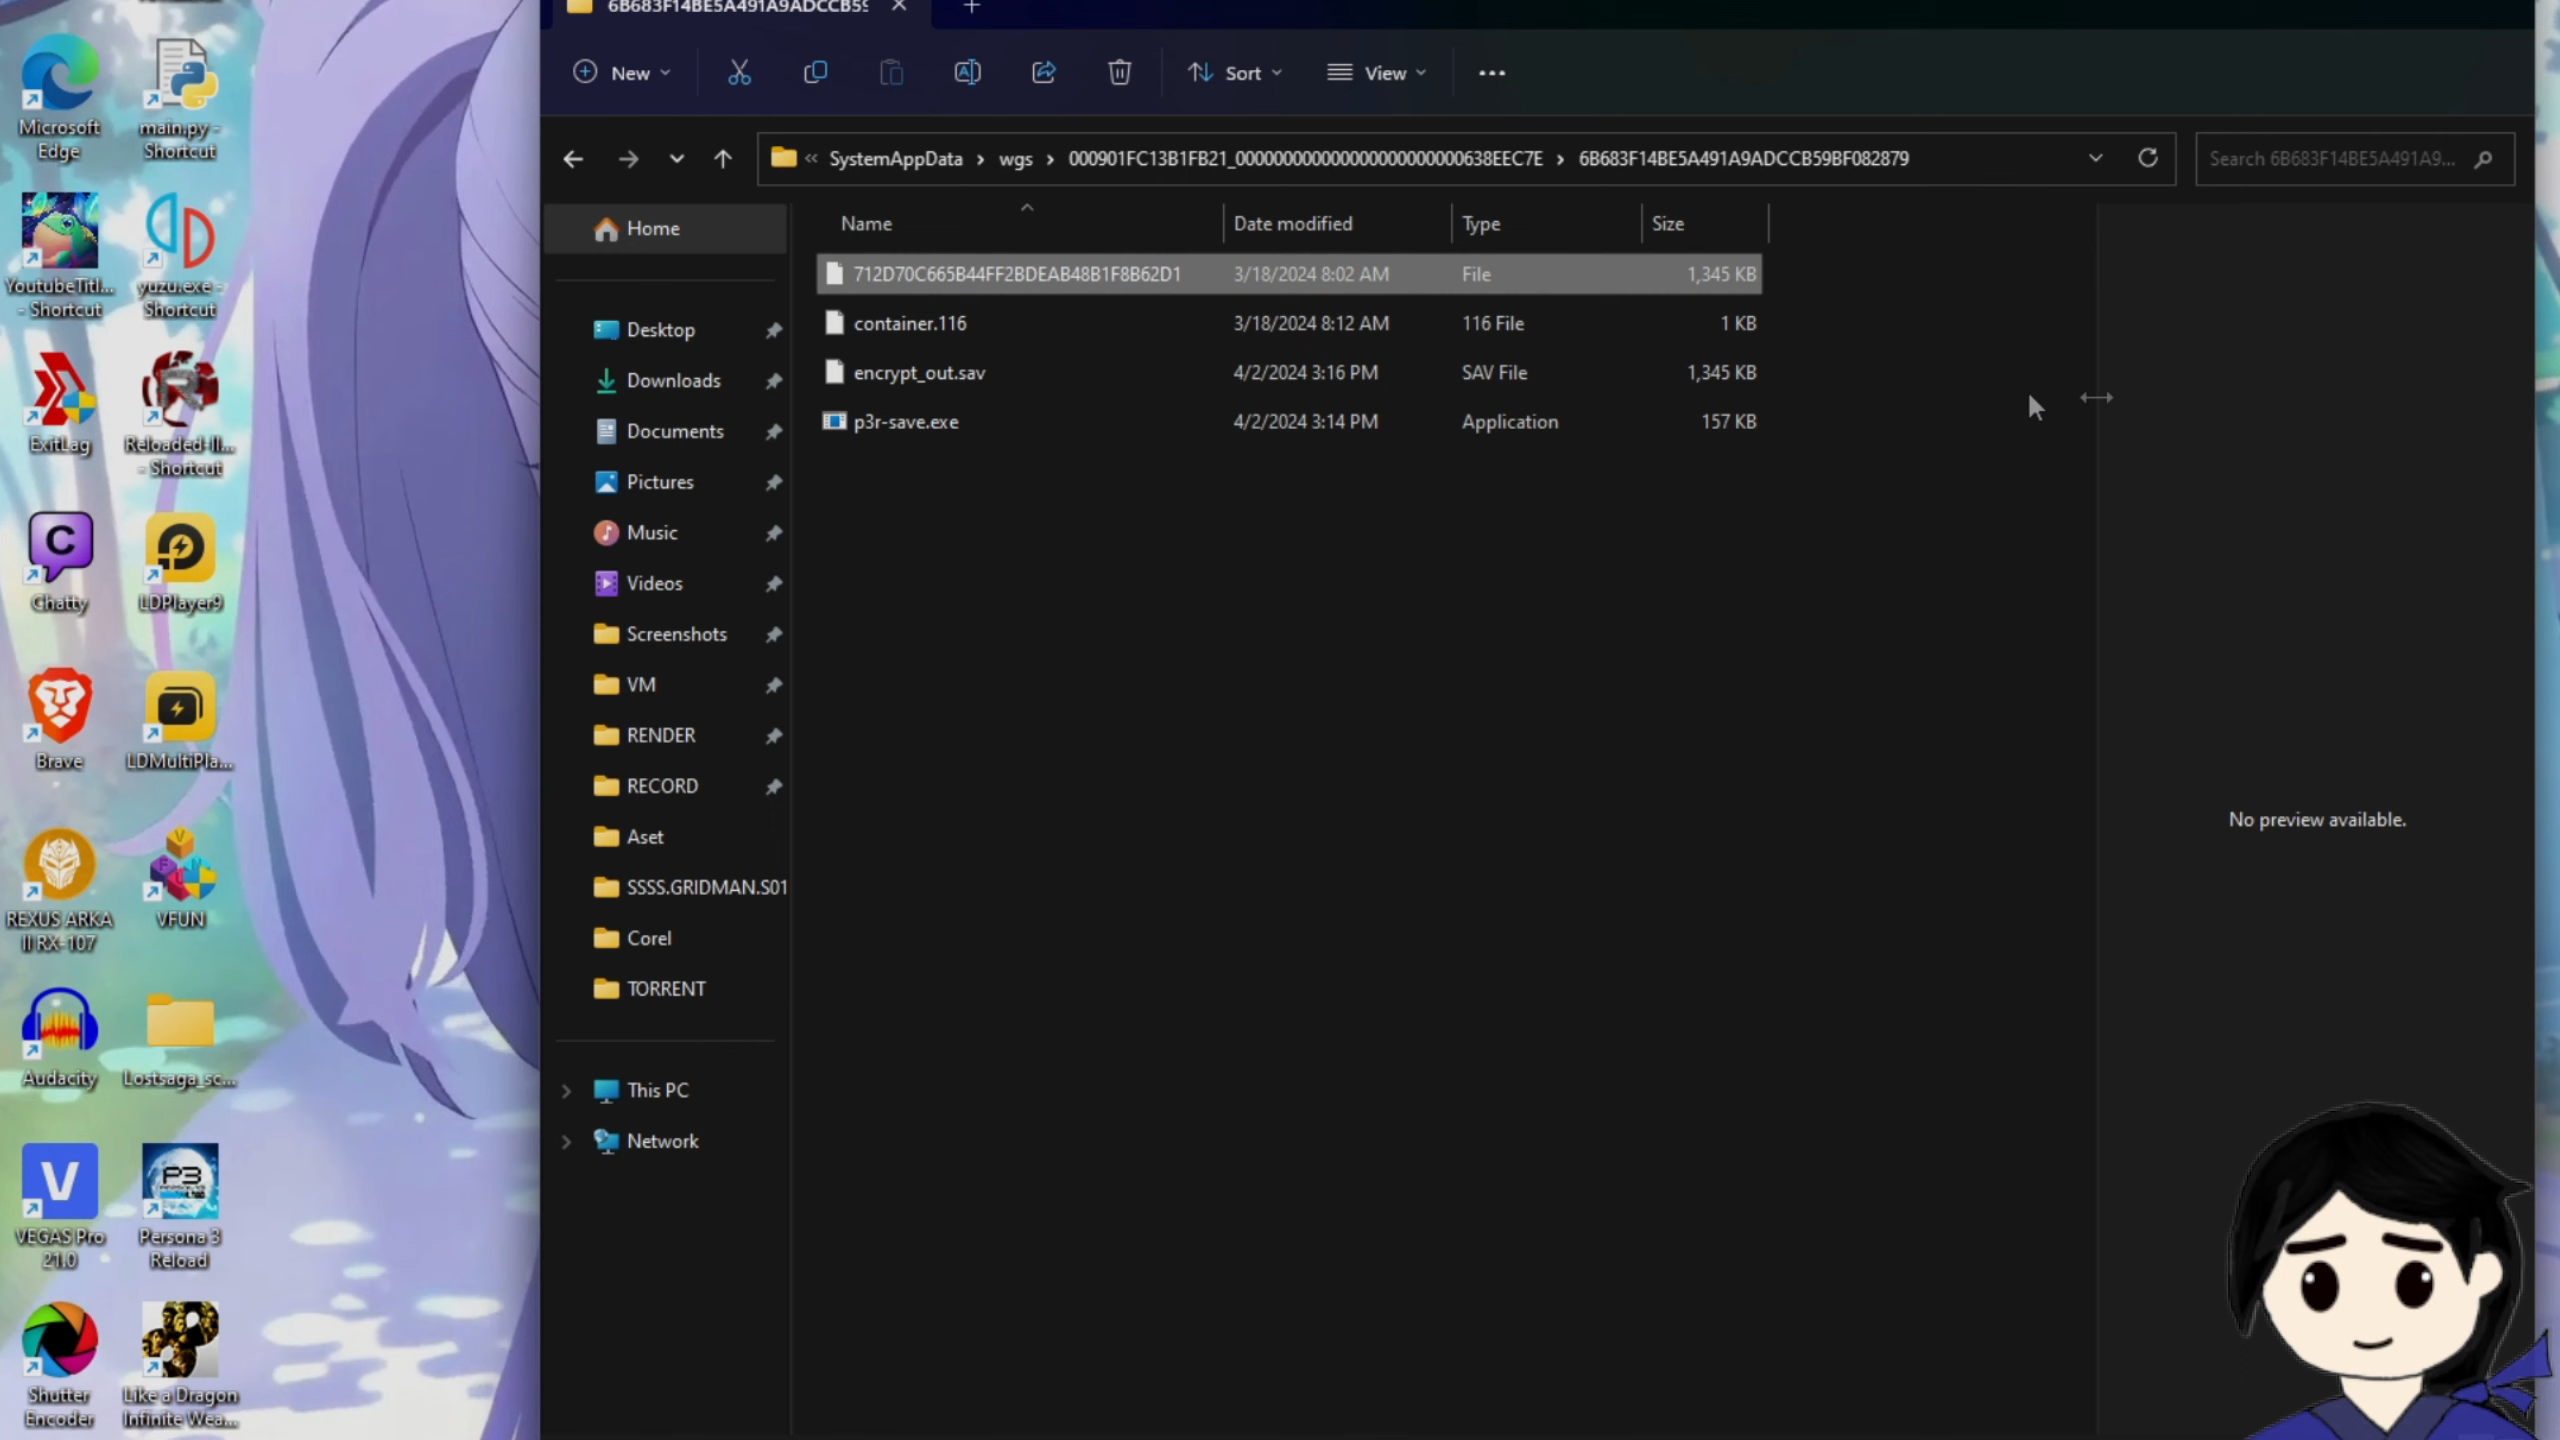 6B683F14BE5A491A9ADCCB59
New
Sort
View
SystemAppData
wgs
6B683F14BE5A491A9ADCCB59BF082879
Search 6B683F14BE5A491A9...
Name
Date modified
Type
Size
712D70C665B44FF2BDEAB48B1F8B62D1
3/18/2024 8:02 AM
File
1,345 KB
container.116
3/18/2024 8:12 AM
116 File
1 KB
encrypt_out.sav
4/2/2024 3:16 PM
SAV File
1,345 KB
p3r-save.exe
4/2/2024 3:14 PM
Application
157 KB
Home
Desktop
Downloads
Documents
Pictures
Music
Videos
Screenshots
VM
RENDER
RECORD
Aset
SSSS.GRIDMAN.S01
Corel
TORRENT
This PC
Network
No preview available.
Microsoft
Edge
main.py -
Shortcut
YoutubeTitl...
- Shortcut
yuzu.exe -
Shortcut
ExitLag
Reloaded-II...
- Shortcut
Chatty
LDPlayer9
Brave
LDMultiPla...
REXUS ARKA
II RX-107
VFUN
Audacity
Lostsaga_sc...
VEGAS Pro
21.0
P3
Persona 3
Reload
Shutter
Encoder
Like a Dragon
Infinite Wea...